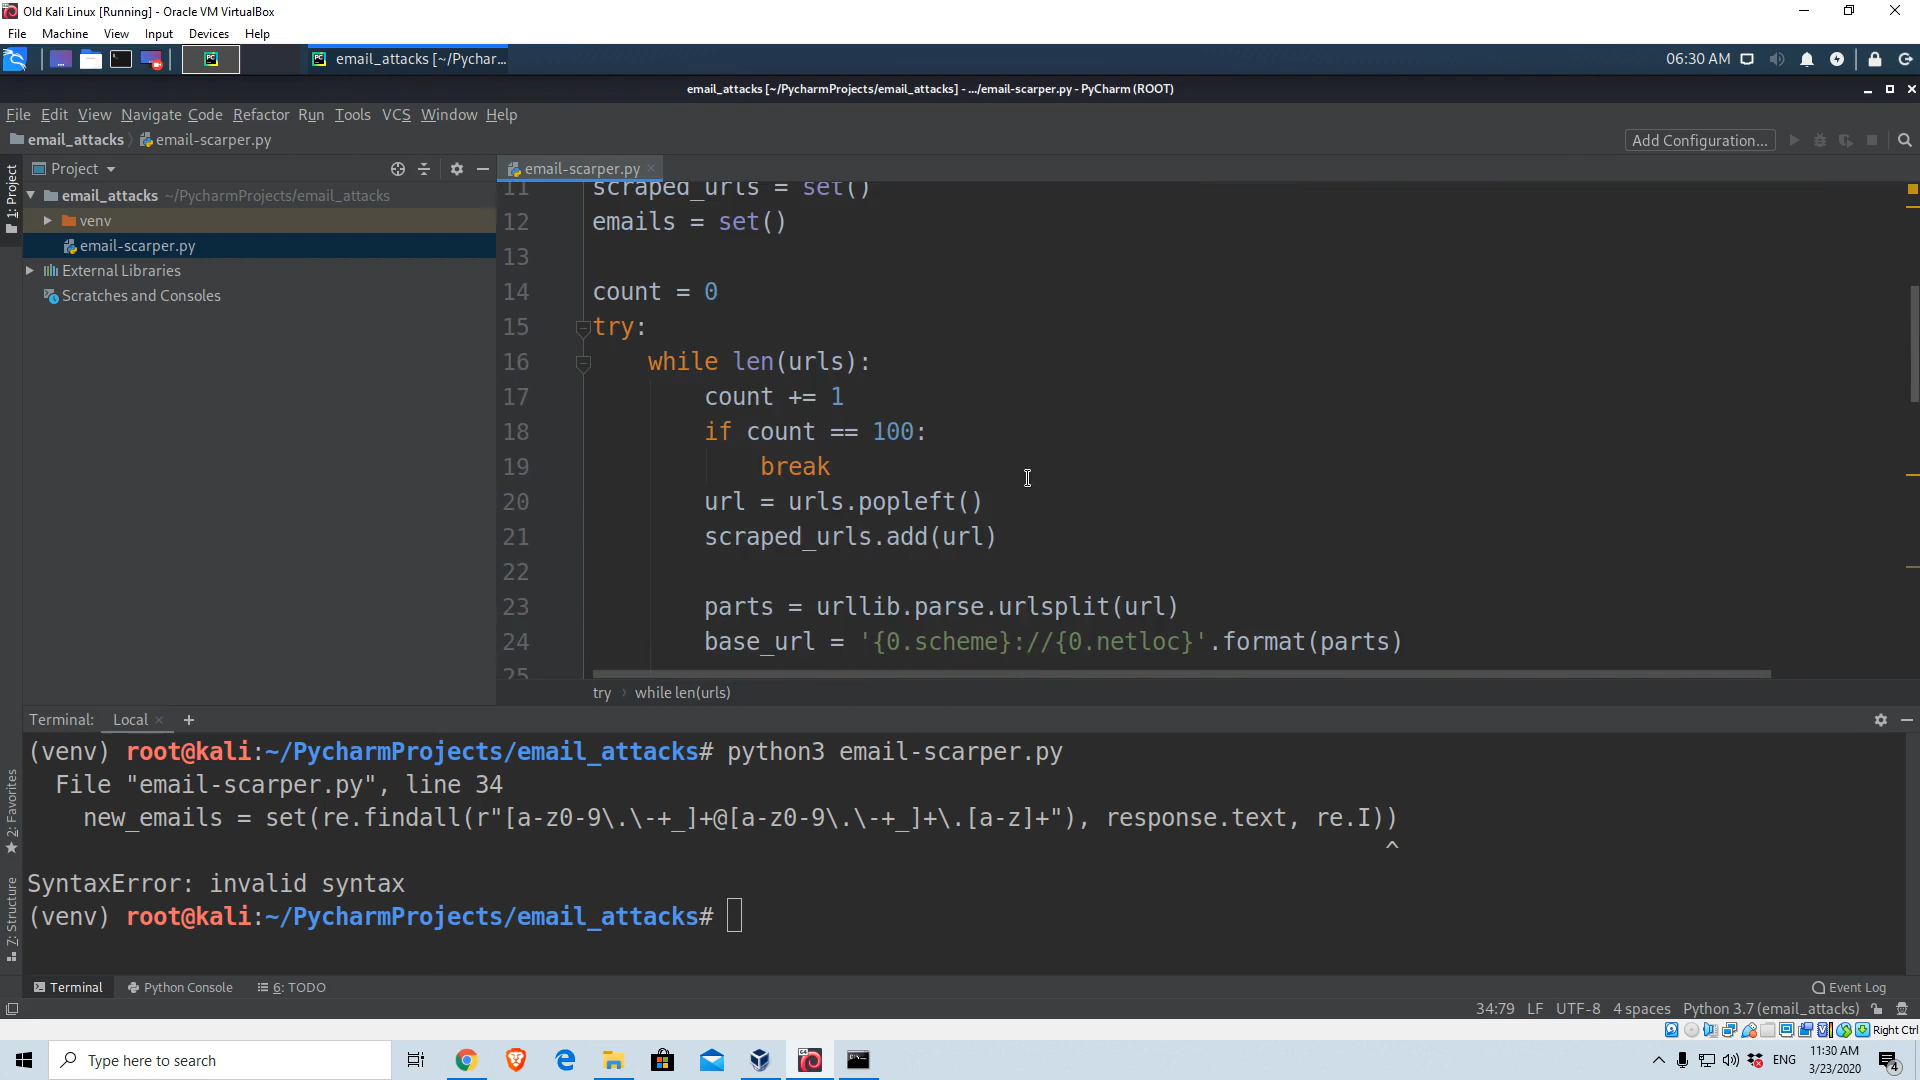 Old Kali Linux [Running] - Oracle VM VirtualBox
File Machine View Input Devices Help
email_attacks [~/Pychar...
06:30 AM
email_attacks [~/PycharmProjects/email_attacks] - .../email-scarper.py - PyCharm (ROOT)
File Edit View Navigate Code Refactor Run Tools VCS Window Help
email_attacks email-scarper.py
Add Configuration...
1: Project
Project
email-scarper.py
email_attacks ~/PycharmProjects/email_attacks
venv
email-scarper.py
External Libraries
Scratches and Consoles
11 scraped_urls = set()
12 emails = set()
13
14 count = 0
15 try:
16 while len(urls):
17 count += 1
18 if count == 100:
19 break
20 url = urls.popleft()
21 scraped_urls.add(url)
22
23 parts = urllib.parse.urlsplit(url)
24 base_url = '{0.scheme}://{0.netloc}'.format(parts)
25
try › while len(urls)
Terminal: Local × +
(venv) root@kali:~/PycharmProjects/email_attacks# python3 email-scarper.py
File "email-scarper.py", line 34
new_emails = set(re.findall(r"[a-z0-9\.\-+_]+@[a-z0-9\.\-+_]+\.[a-z]+"), response.text, re.I))
^
SyntaxError: invalid syntax
(venv) root@kali:~/PycharmProjects/email_attacks#
2: Favorites
7: Structure
Terminal Python Console 6: TODO
Event Log
34:79 LF UTF-8 4 spaces Python 3.7 (email_attacks)
Right Ctrl
Type here to search
ENG
11:30 AM
3/23/2020
4